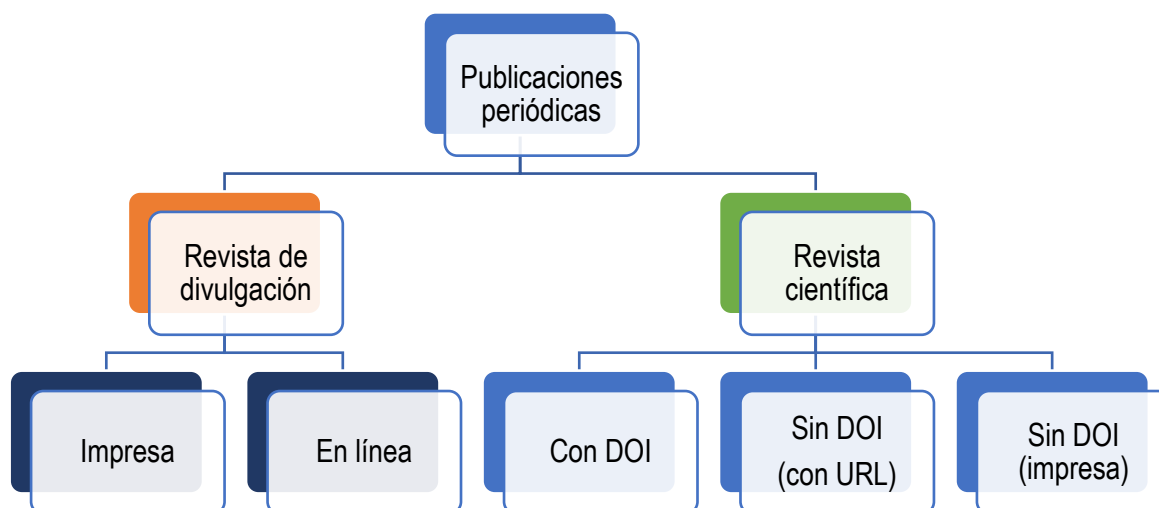 Publicaciones
periódicas
Revista de
divulgación
Revista
científica
Impresa
En línea
Con DOI
Sin DOI
(con URL)
Sin DOI
(impresa)